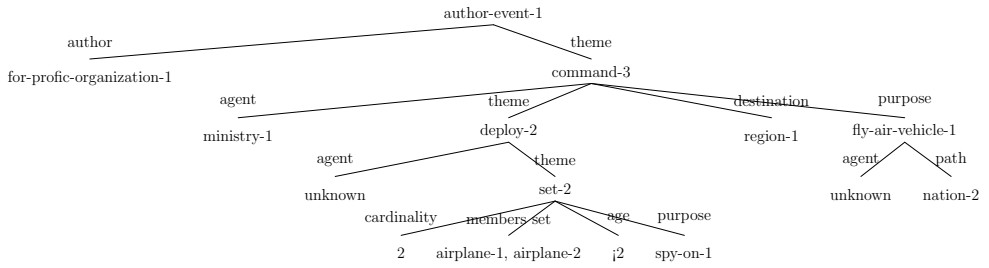 author-event-1
author theme
for-profic-organization-1 command-3
agent theme destination purpose
ministry-1 deploy-2 region-1 fly-air-vehicle-1
agent theme agent path
unknown set-2 unknown nation-2
cardinality members set age purpose
2 airplane-1, airplane-2 ¡2 spy-on-1